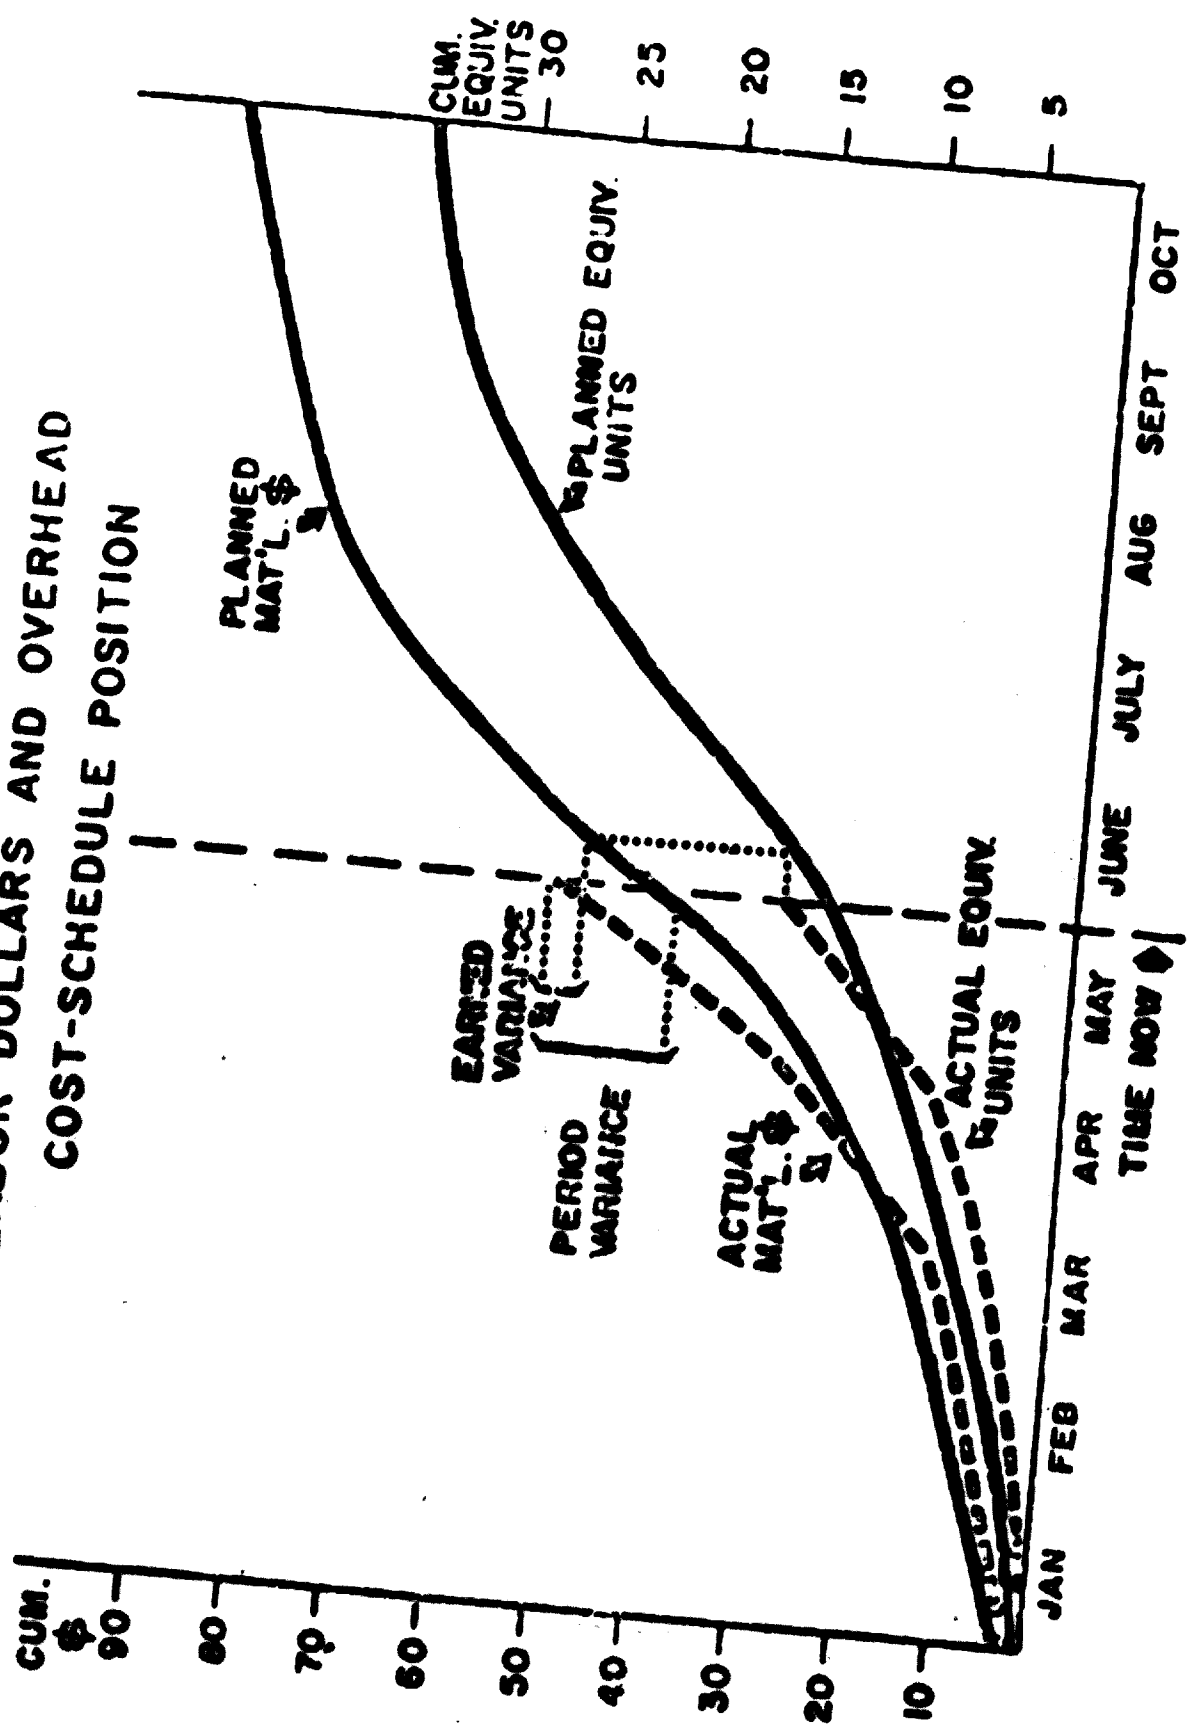 DOLLARS AND OVERHEAD
COST-SCHEDULE POSITION
CUM.
$
90
80
70
60
50
40
30
20
10
CUM.
EQUIV.
UNITS
30
25
20
15
10
5
PLANNED
MAT'L. $
PLANNED EQUIV.
UNITS
EARNED
VARIANCE
PERIOD
VARIANCE
ACTUAL
MAT'L. $
ACTUAL EQUIV.
UNITS
JAN FEB MAR APR MAY JUNE JULY AUG SEPT OCT
TIME NOW